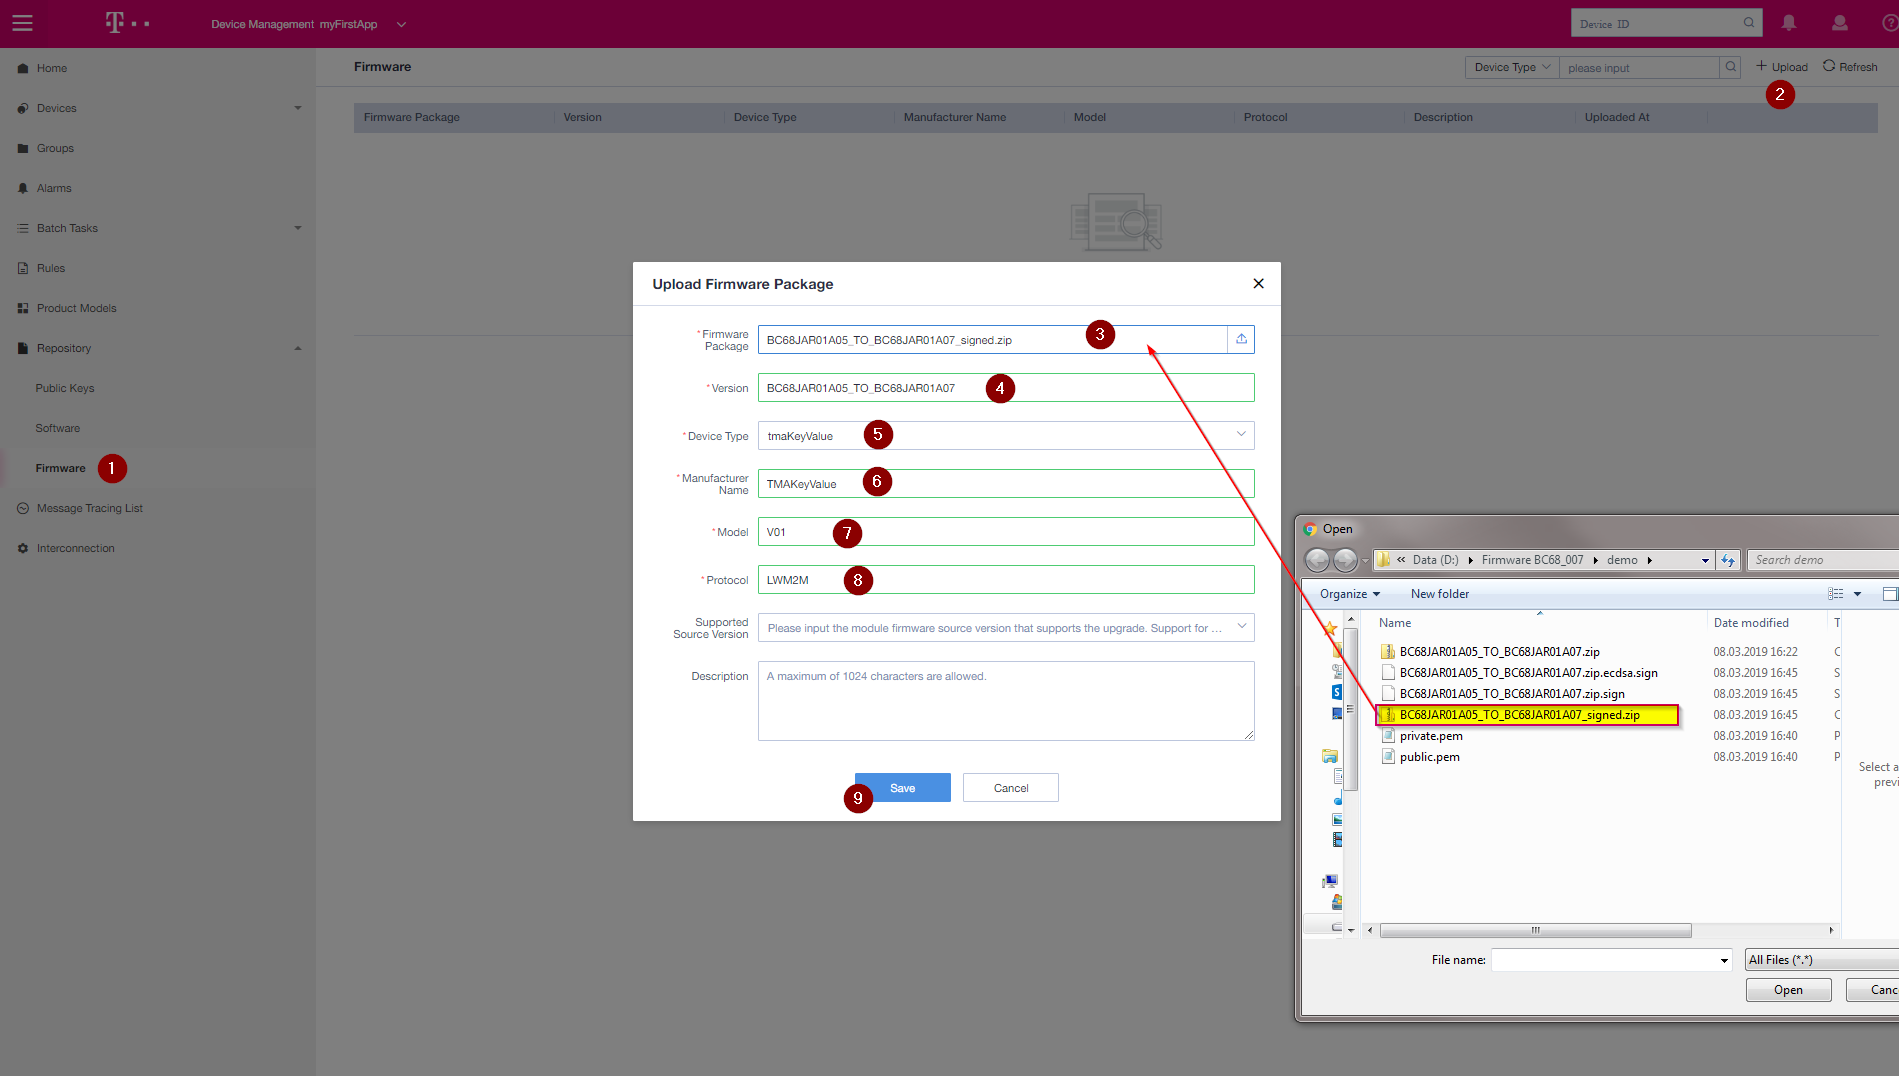 T
Device Management myFirstApp
Device ID
Home
Devices
Groups
Alarms
Batch Tasks
Rules
Product Models
Repository
Public Keys
Software
Firmware
1
Message Tracing List
Interconnection
Firmware
Device Type
please input
Upload
Refresh
2
Firmware Package
Version
Device Type
Manufacturer Name
Model
Protocol
Description
Uploaded At
Upload Firmware Package
*Firmware
Package
BC68JAR01A05_TO_BC68JAR01A07_signed.zip
3
*Version
BC68JAR01A05_TO_BC68JAR01A07
4
*Device Type
tmaKeyValue
5
*Manufacturer
Name
TMAKeyValue
6
*Model
V01
7
*Protocol
LWM2M
8
Supported
Source Version
Please input the module firmware source version that supports the upgrade. Support for ...
Description
A maximum of 1024 characters are allowed.
9
Save
Cancel
Open
« Data (D:)
Firmware BC68_007
demo
Search demo
Organize
New folder
Name
Date modified
T
BC68JAR01A05_TO_BC68JAR01A07.zip
08.03.2019 16:22
C
BC68JAR01A05_TO_BC68JAR01A07.zip.ecdsa.sign
08.03.2019 16:45
S
BC68JAR01A05_TO_BC68JAR01A07.zip.sign
08.03.2019 16:45
S
BC68JAR01A05_TO_BC68JAR01A07_signed.zip
08.03.2019 16:45
C
private.pem
08.03.2019 16:40
P
public.pem
08.03.2019 16:40
P
Select a
previ
File name:
All Files (*.*)
Open
Canc